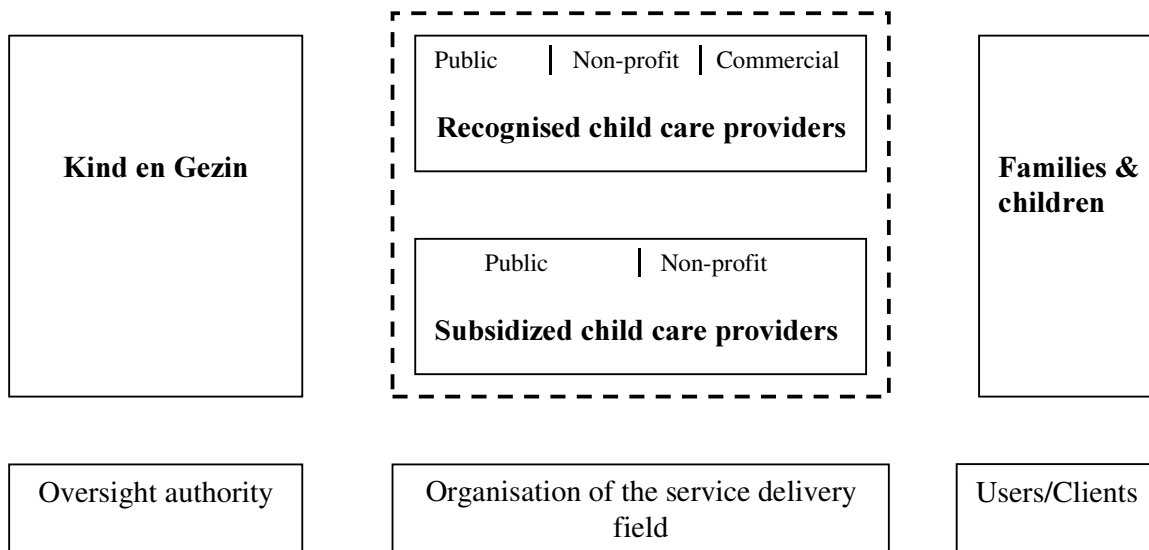 Kind en Gezin
Public | Non-profit | Commercial
Recognised child care providers
Public | Non-profit
Subsidized child care providers
Families &
children
Oversight authority
Organisation of the service delivery
field
Users/Clients